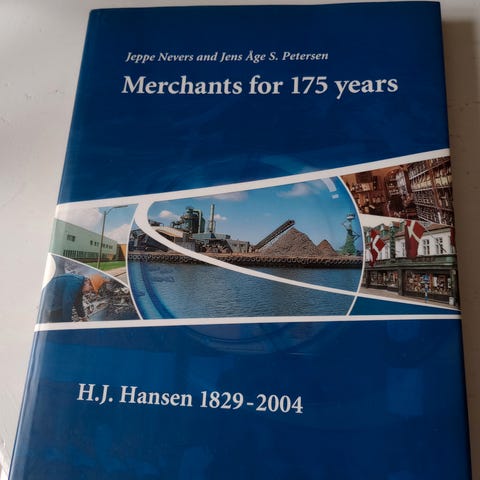 Jeppe Nevers and Jens Åge S. Petersen
Merchants for 175 years
H.J. Hansen 1829-2004